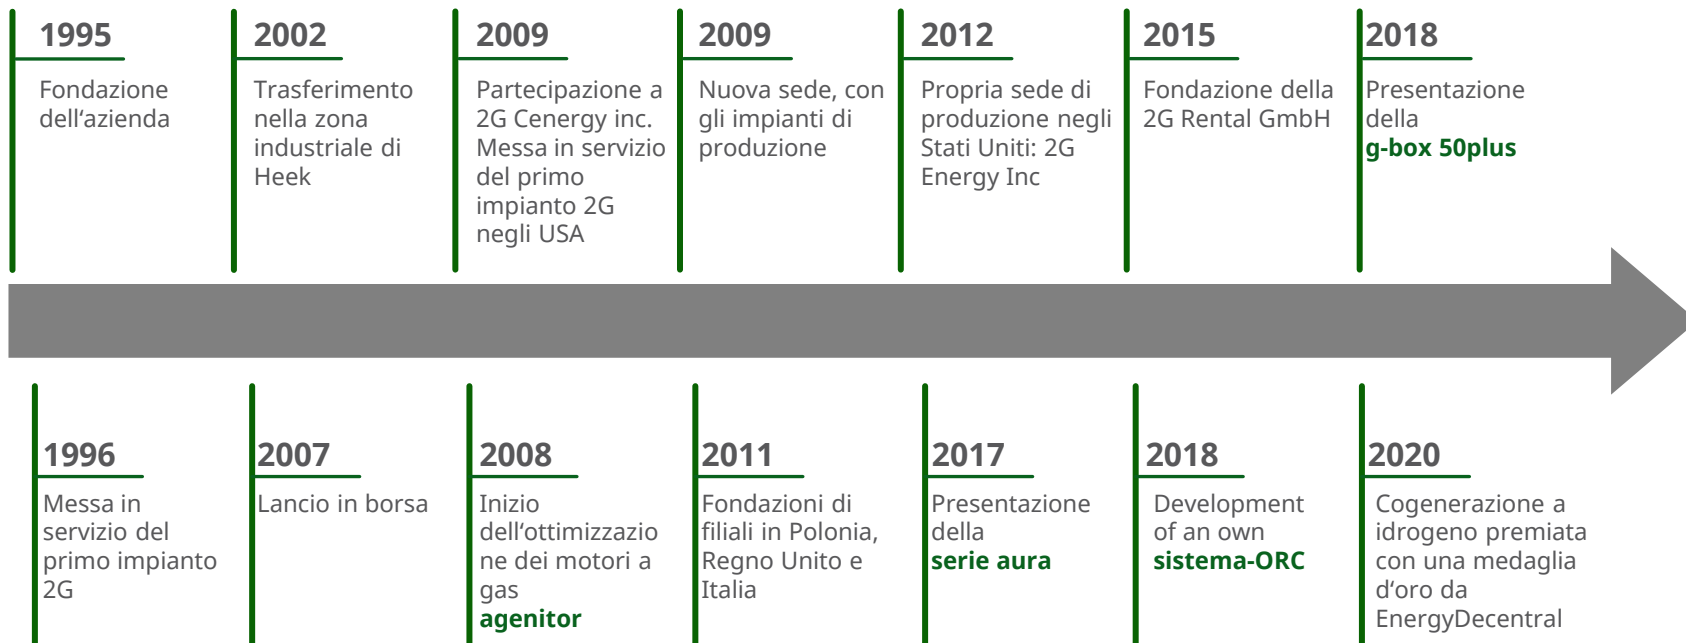 1995
Fondazione
dell‘azienda
2002
Trasferimento
nella zona
industriale di
Heek
2009
Partecipazione a
2G Cenergy inc.
Messa in servizio
del primo
impianto 2G
negli USA
2009
Nuova sede, con
gli impianti di
produzione
2012
Propria sede di
produzione negli
Stati Uniti: 2G
Energy Inc
2015
Fondazione della
2G Rental GmbH
2018
Presentazione
della
g-box 50plus
1996
Messa in
servizio del
primo impianto
2G
2007
Lancio in borsa
2008
Inizio
dell‘ottimizzazio
ne dei motori a
gas
agenitor
2011
Fondazioni di
filiali in Polonia,
Regno Unito e
Italia
2017
Presentazione
della
serie aura
2018
Development
of an own
sistema-ORC
2020
Cogenerazione a
idrogeno premiata
con una medaglia
d‘oro da
EnergyDecentral